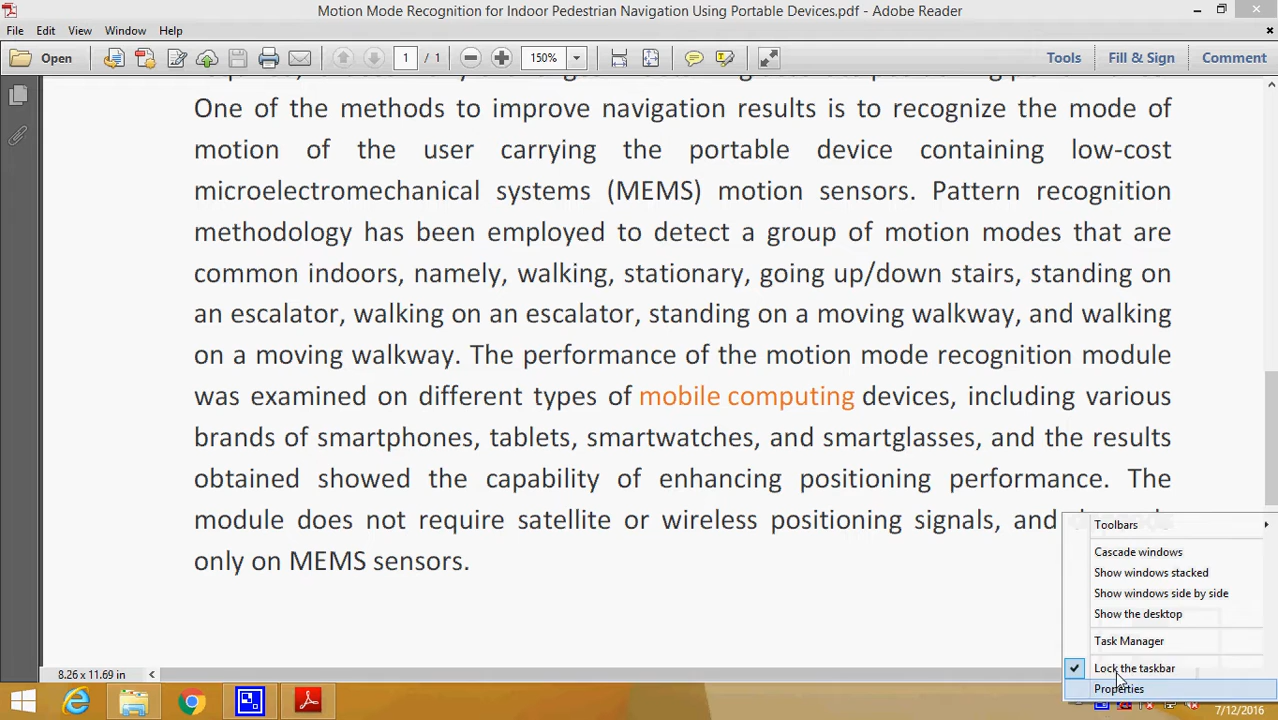 Motion Mode Recognition for Indoor Pedestrian Navigation Using Portable Devices.pdf - Adobe Reader
File Edit View Window Help
Open 1 / 1 150% Tools Fill & Sign Comment
One of the methods to improve navigation results is to recognize the mode of
motion of the user carrying the portable device containing low-cost
microelectromechanical systems (MEMS) motion sensors. Pattern recognition
methodology has been employed to detect a group of motion modes that are
common indoors, namely, walking, stationary, going up/down stairs, standing on
an escalator, walking on an escalator, standing on a moving walkway, and walking
on a moving walkway. The performance of the motion mode recognition module
was examined on different types of mobile computing devices, including various
brands of smartphones, tablets, smartwatches, and smartglasses, and the results
obtained showed the capability of enhancing positioning performance. The
module does not require satellite or wireless positioning signals, and
only on MEMS sensors.
Toolbars
Cascade windows
Show windows stacked
Show windows side by side
Show the desktop
Task Manager
Lock the taskbar
Properties
8.26 x 11.69 in
7/12/2016